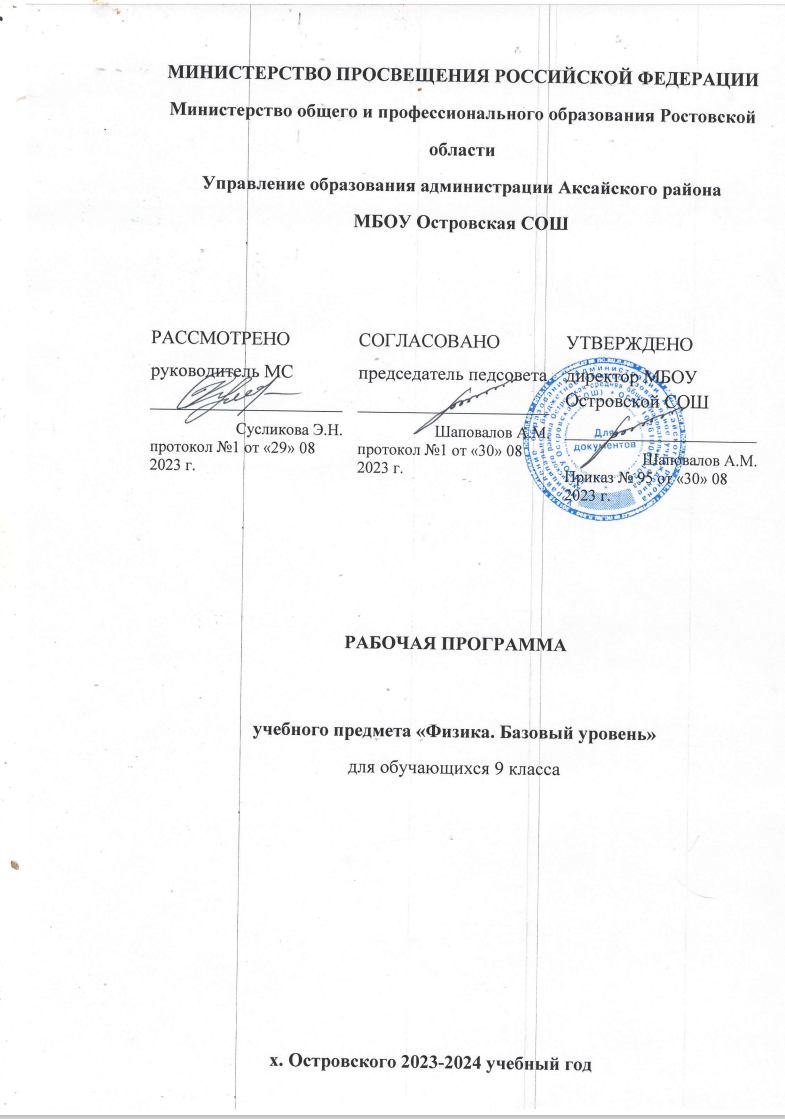 МИНИСТЕРСТВО ПРОСВЕЩЕНИЯ РОССИЙСКОЙ ФЕДЕРАЦИИ
Министерство общего и профессионального образования Ростовской
области
Управление образования администрации Аксайского района
МБОУ Островская СОШ
РАССМОТРЕНО
руководитель МС
Сусликова Э.Н.
протокол №1 от «29» 08
2023 г.
СОГЛАСОВАНО
председатель педсовета
Шаповалов А.М.
протокол №1 от «30» 08
2023 г.
УТВЕРЖДЕНО
директор МБОУ
Островской СОШ
Для
документов
Шаповалов А.М.
Приказ № 95 от «30» 08
2023 г.
РАБОЧАЯ ПРОГРАММА
учебного предмета «Физика. Базовый уровень»
для обучающихся 9 класса
х. Островского 2023-2024 учебный год